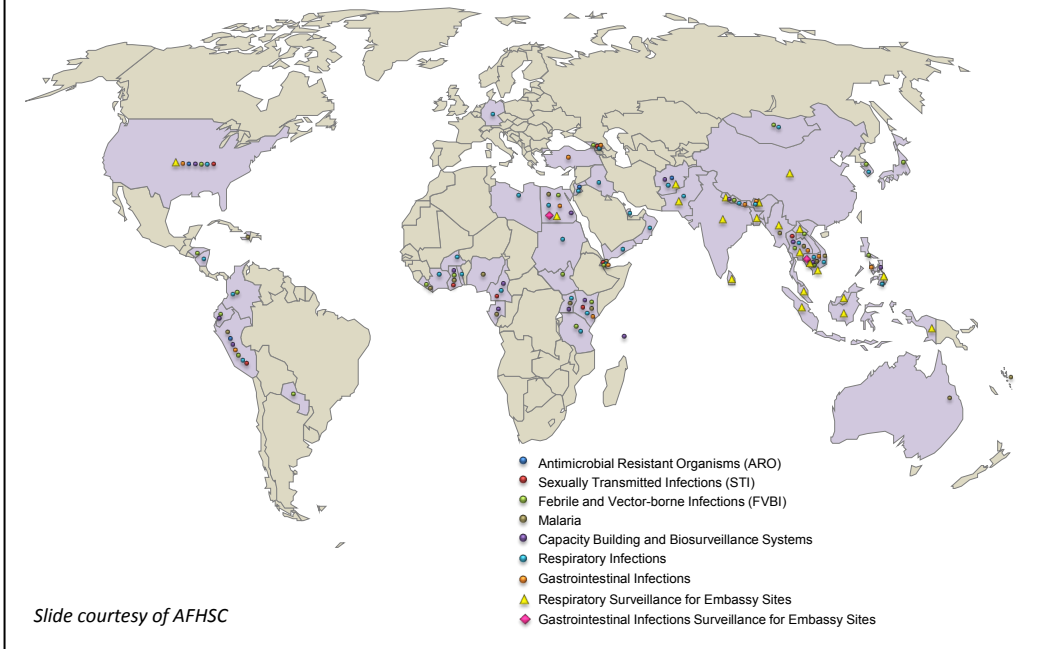 Antimicrobial Resistant Organisms (ARO)
Sexually Transmitted Infections (STI)
Febrile and Vector-borne Infections (FVBI)
Malaria
Capacity Building and Biosurveillance Systems
Respiratory Infections
Gastrointestinal Infections
Respiratory Surveillance for Embassy Sites
Gastrointestinal Infections Surveillance for Embassy Sites
Slide courtesy of AFHSC